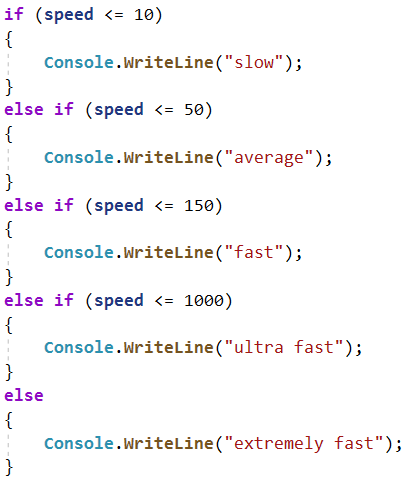 if (speed <= 10)
{
    Console.WriteLine("slow");
}
else if (speed <= 50)
{
    Console.WriteLine("average");
}
else if (speed <= 150)
{
    Console.WriteLine("fast");
}
else if (speed <= 1000)
{
    Console.WriteLine("ultra fast");
}
else
{
    Console.WriteLine("extremely fast");
}